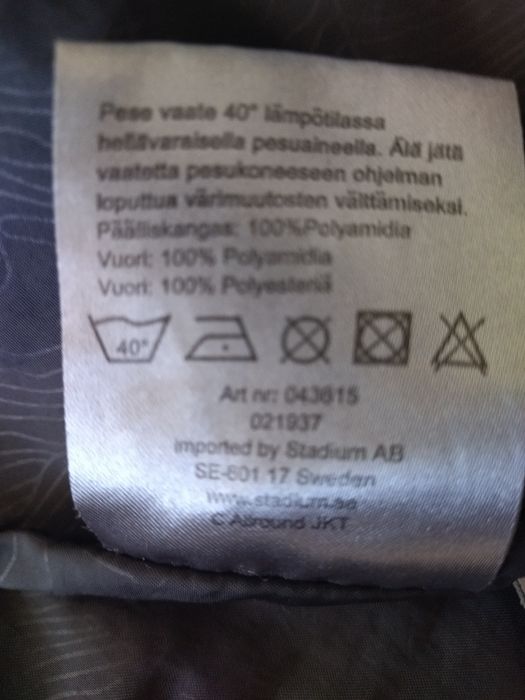 Pese vaate 40° lämpötilassa
hellävaraisella pesuaineella. Älä jätä
vaatetta pesukoneeseen ohjelman
loputtua värimuutosten välttämiseksi.
Päälliskangas: 100%Polyamidia
Vuori: 100% Polyamidia
Vuori: 100% Polyesteriä
40°
Art nr: 043615
021937
Imported by Stadium AB
SE-601 17 Sweden
www.stadium.se
C Allround JKT